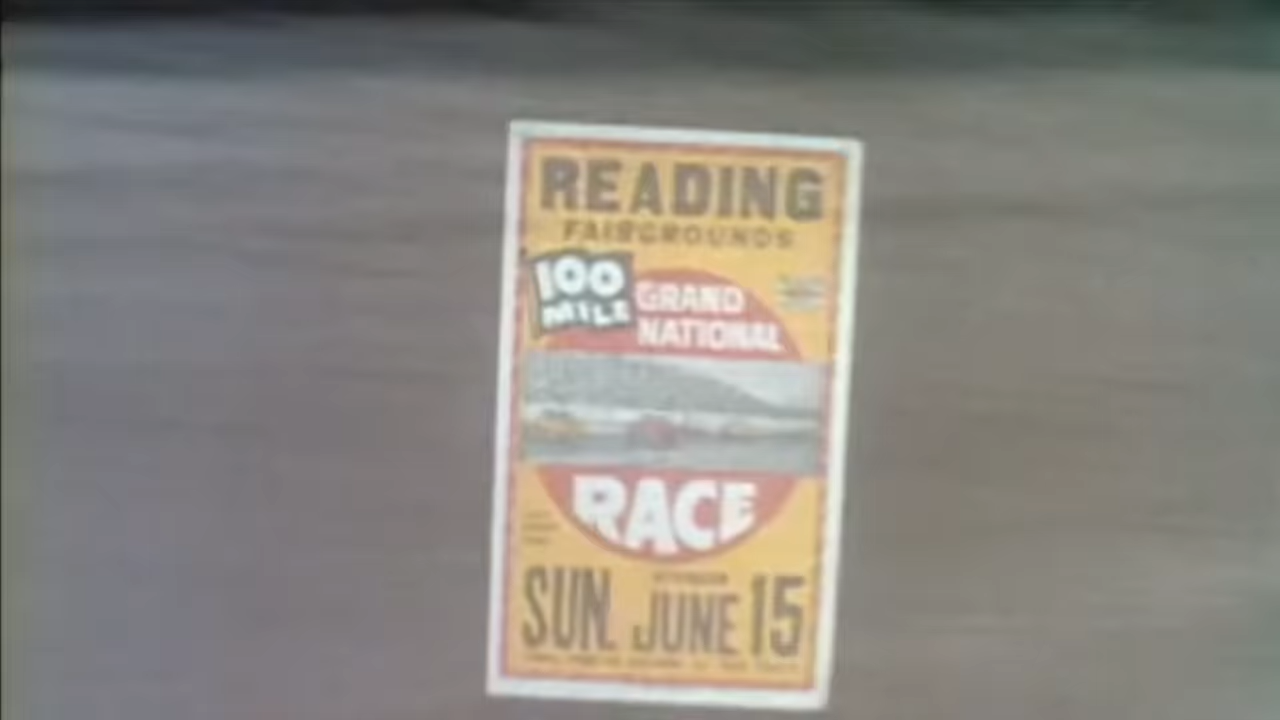 READING
FAIRGROUNDS
100
MILE
GRAND
NATIONAL
RACE
SUN. JUNE 15